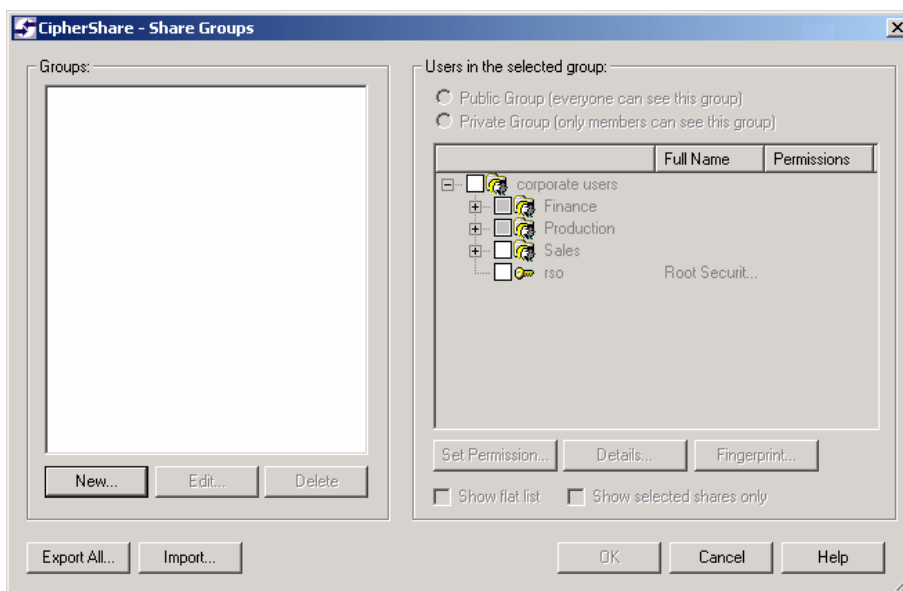 CipherShare - Share Groups
Groups:
New...
Edit...
Delete
Users in the selected group:
Public Group (everyone can see this group)
Private Group (only members can see this group)
Full Name Permissions
corporate users
Finance
Production
Sales
rso Root Securit...
Set Permission... Details... Fingerprint...
Show flat list Show selected shares only
Export All... Import... OK Cancel Help